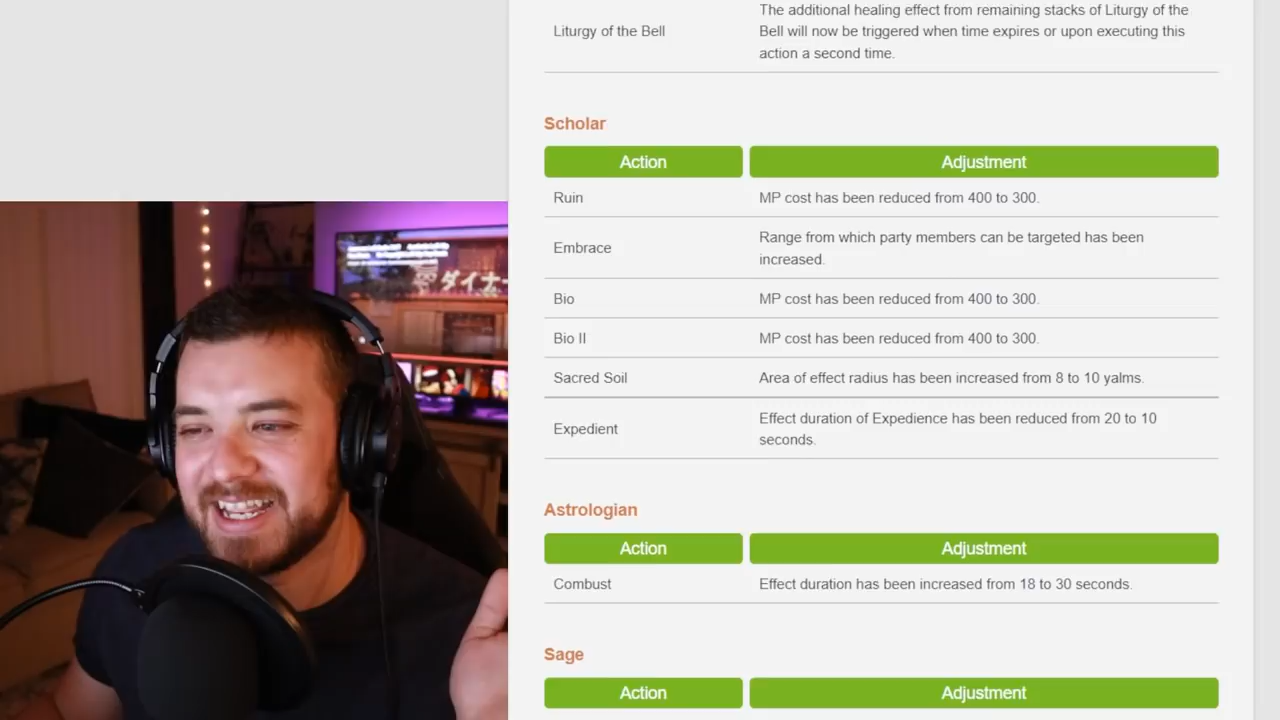 The additional healing effect from remaining stacks of Liturgy of the
Liturgy of the Bell
Bell will now be triggered when time expires or upon executing this
action a second time.
Scholar
Action
Adjustment
Ruin
MP cost has been reduced from 400 to 300.
Embrace
Range from which party members can be targeted has been
increased.
Bio
MP cost has been reduced from 400 to 300.
Bio II
MP cost has been reduced from 400 to 300.
Sacred Soil
Area of effect radius has been increased from 8 to 10 yalms.
Expedient
Effect duration of Expedience has been reduced from 20 to 10
seconds.
Astrologian
Action
Adjustment
Combust
Effect duration has been increased from 18 to 30 seconds.
Sage
Action
Adjustment
ダイナ